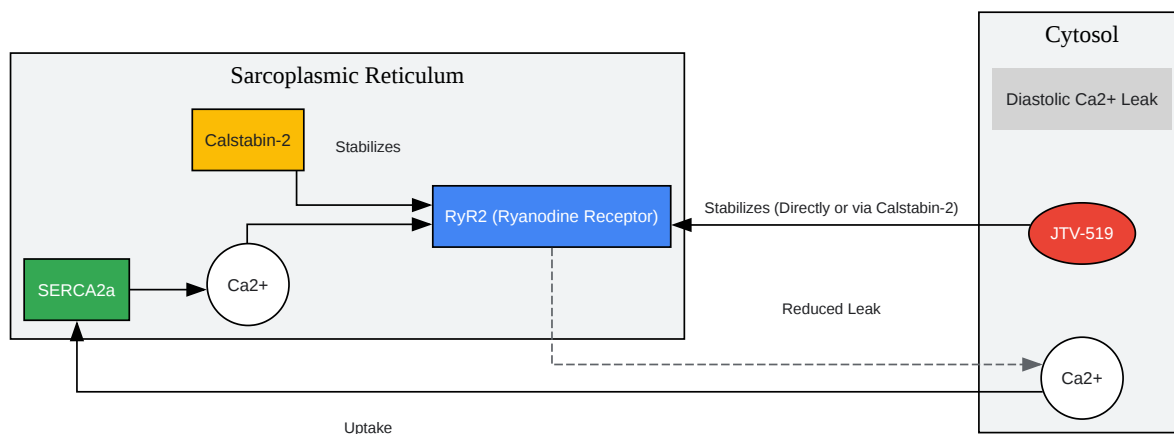 Cytosol
Sarcoplasmic Reticulum
Diastolic Ca2+ Leak
Calstabin-2
Stabilizes
RyR2 (Ryanodine Receptor)
Stabilizes (Directly or via Calstabin-2)
JTV-519
SERCA2a
Ca2+
Reduced Leak
Ca2+
Uptake